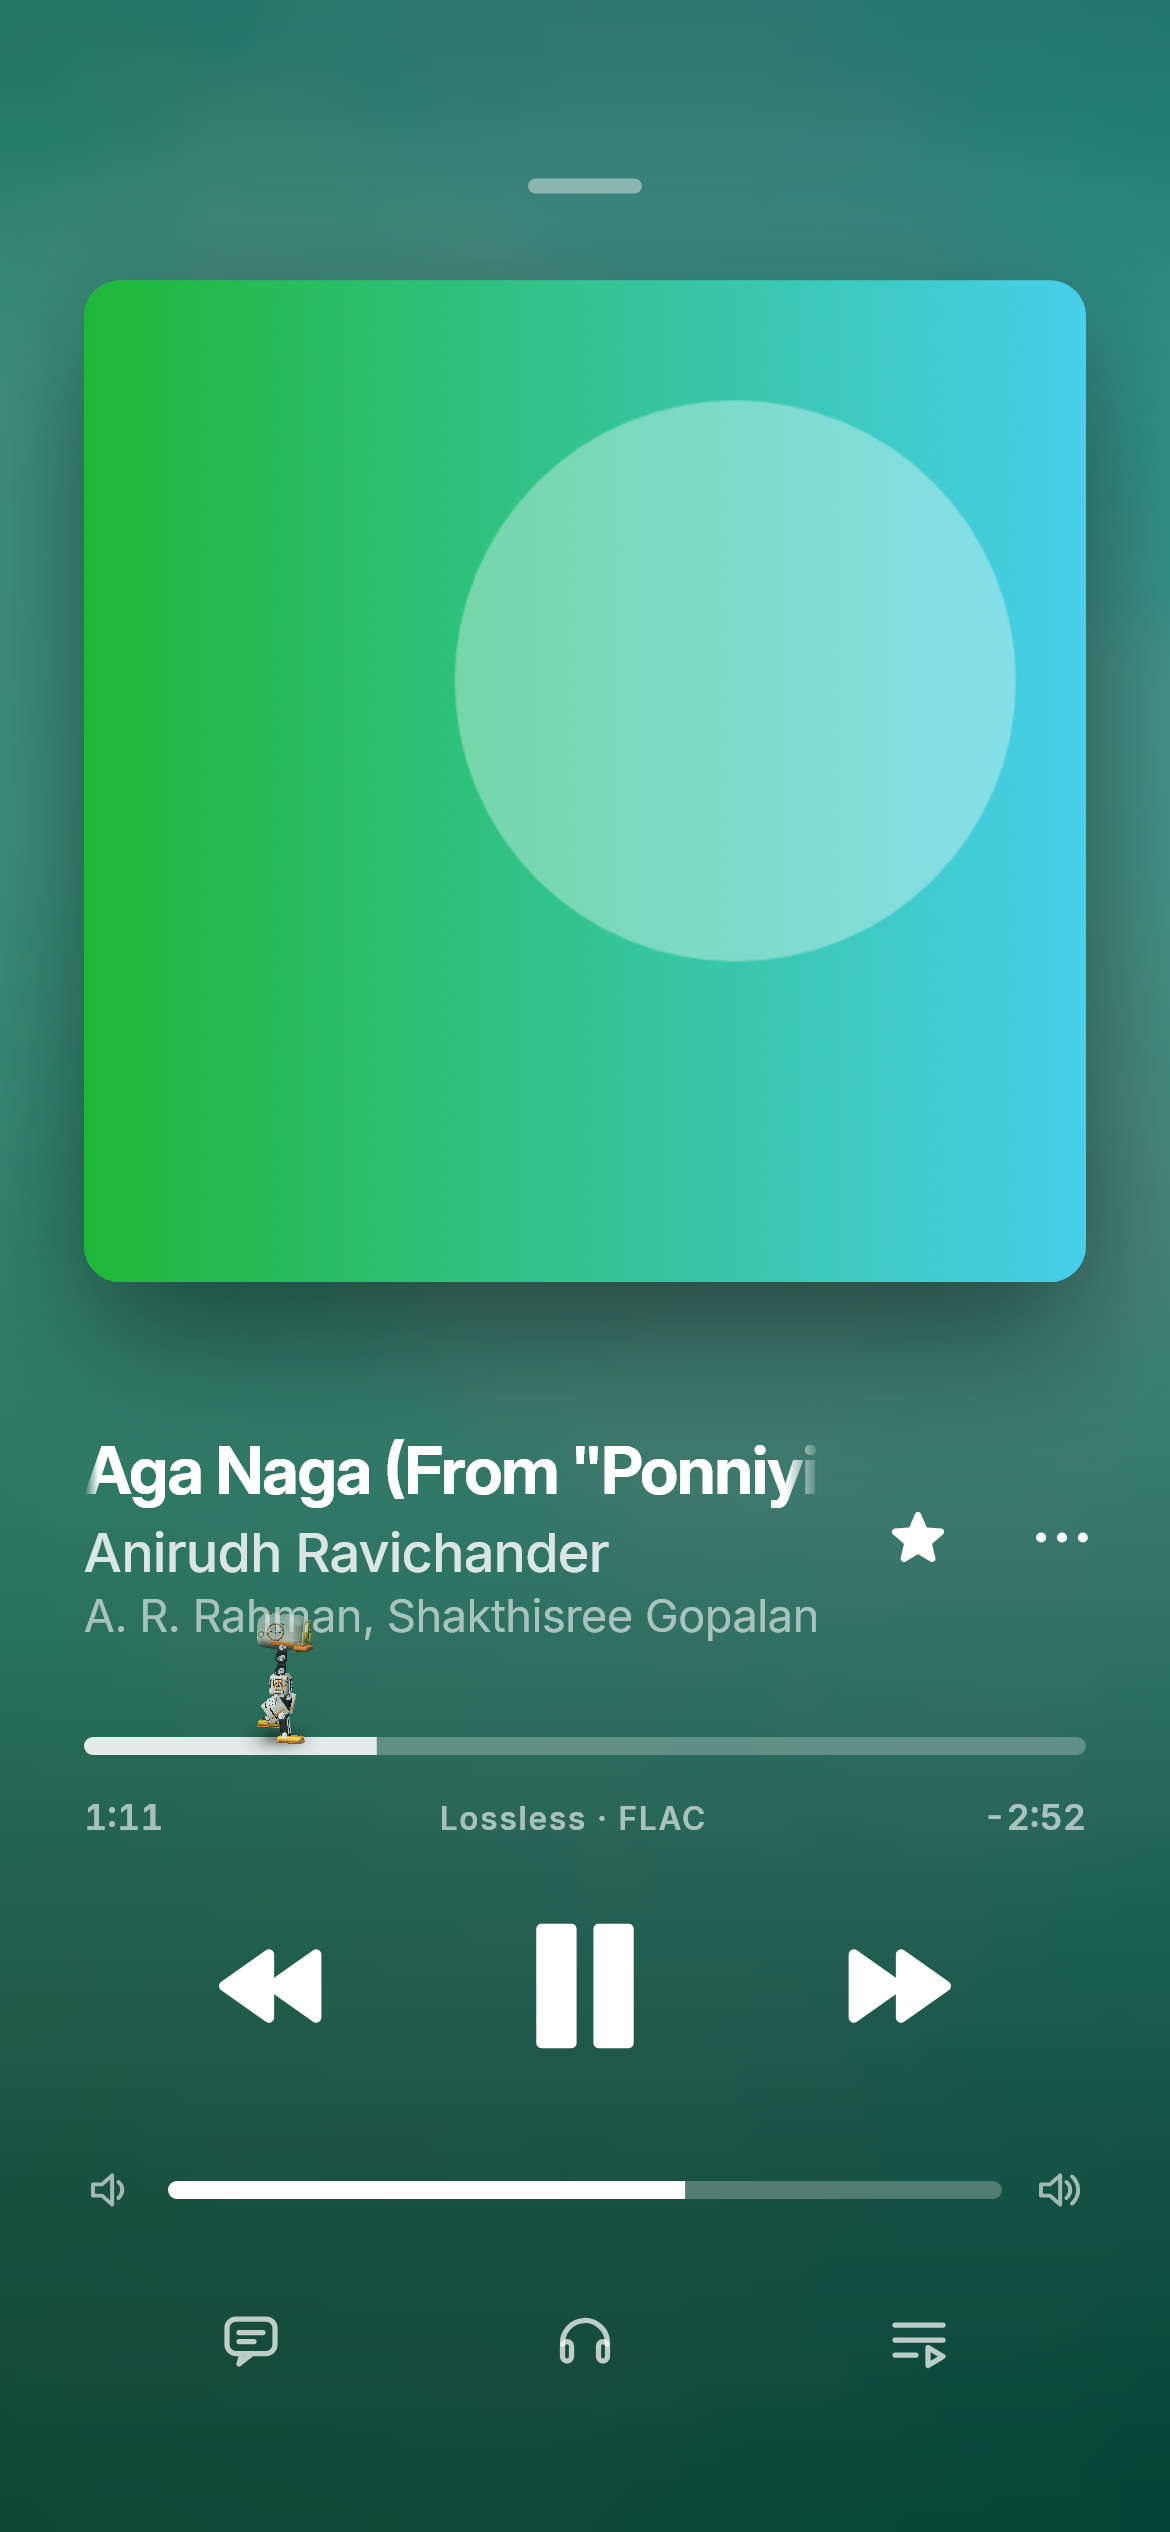 Aga Naga (From "Ponniyi
Anirudh Ravichander
A. R. Rahman, Shakthisree Gopalan
1:11
Lossless · FLAC
-2:52